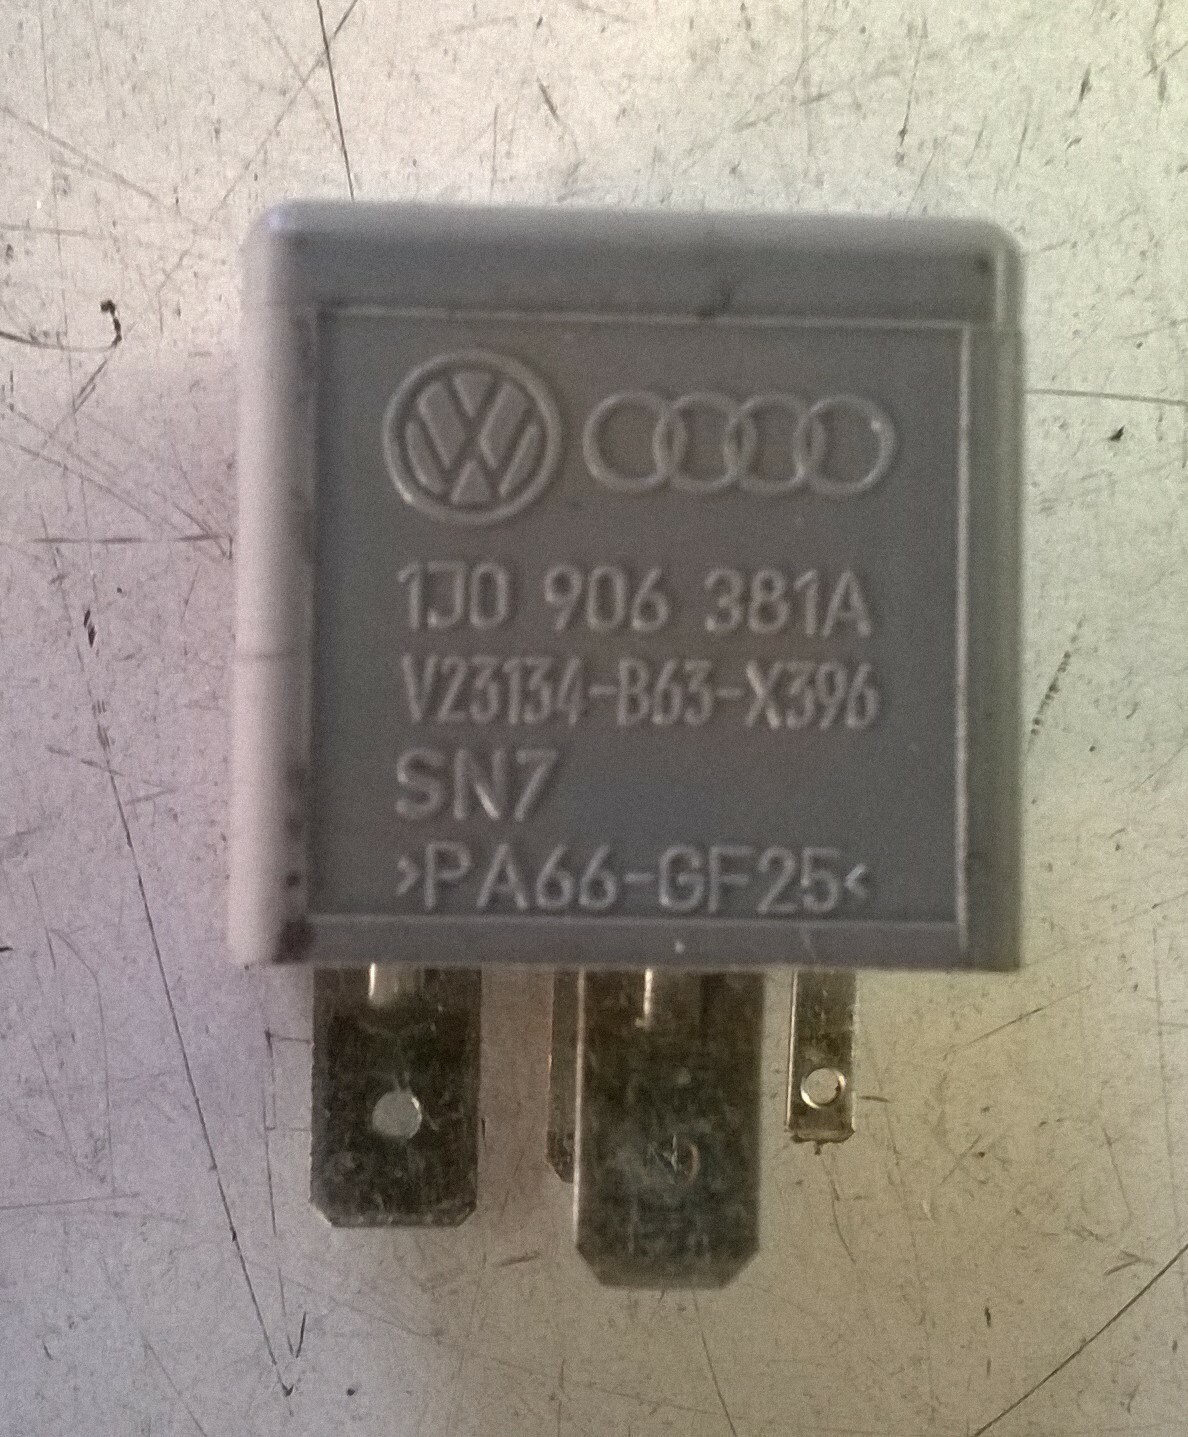 1J0 906 381A
V23134-B63-X396
SN7
>PA66-GF25<